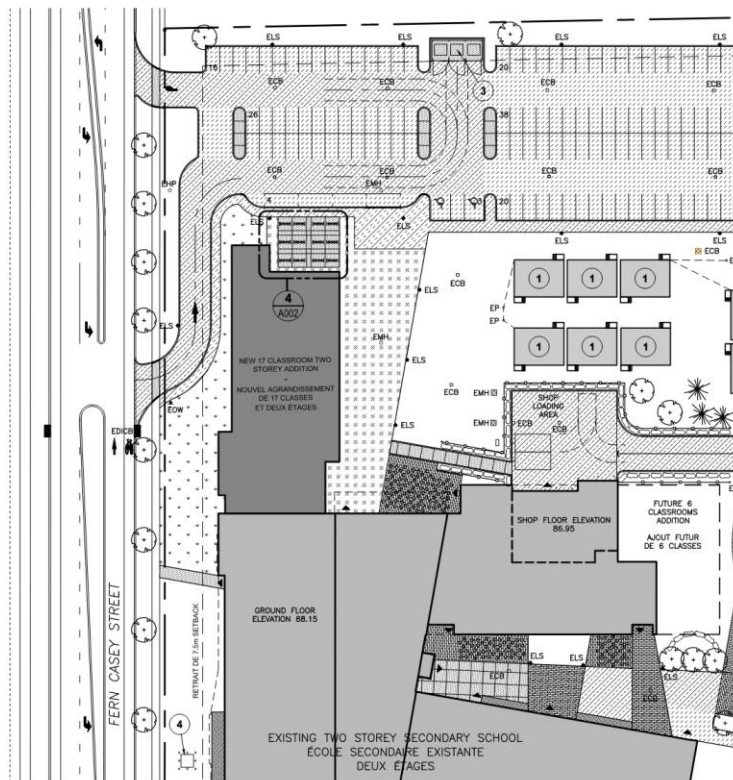 ELS
ELS
ELS
16
20
ECB
ECB
ECB
ECB
3
26
38
ECB
ECB
ECB
EHP
EMH
4
3
20
ELS
ELS
ELS
ELS
ECB
ECB
ELS
EP
EP
1
1
1
1
1
1
4
A002
ELS
EMH
ELS
NEW 17 CLASSROOM TWO
STOREY ADDITION
-
NOUVEL AGRANDISSEMENT
DE 17 CLASSES
ET DEUX ÉTAGES
ECB
EMH
EMH
SHOP
LOADING
AREA
ECB
ECB
EOW
ELS
EDICB
SHOP FLOOR ELEVATION
86.95
FUTURE 6
CLASSROOMS
ADDITION
AJOUT FUTUR
DE 6 CLASSES
GROUND FLOOR
ELEVATION 88.15
FERN CASEY STREET
RETRAIT DE 7.5m SETBACK
ELS
ELS
ELS
ECB
ECB
4
EXISTING TWO STOREY SECONDARY SCHOOL
ÉCOLE SECONDAIRE EXISTANTE
DEUX ÉTAGES